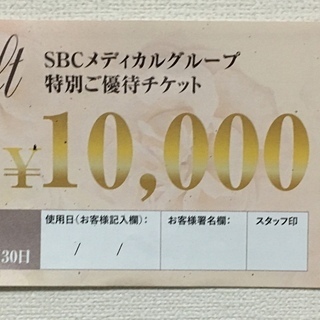 ft
SBCメディカルグループ
特別ご優待チケット
¥10,000
使用日(お客様記入欄): お客様署名欄: スタッフ印
/ /
30日